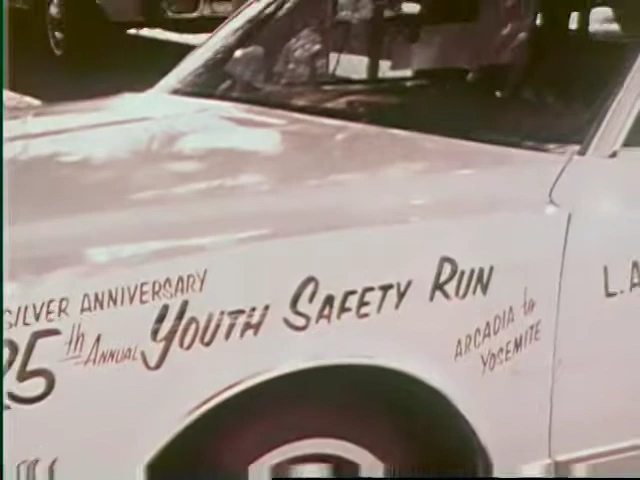 SILVER ANNIVERSARY
25th ANNUAL YOUTH SAFETY RUN
ARCADIA to
YOSEMITE
L.A